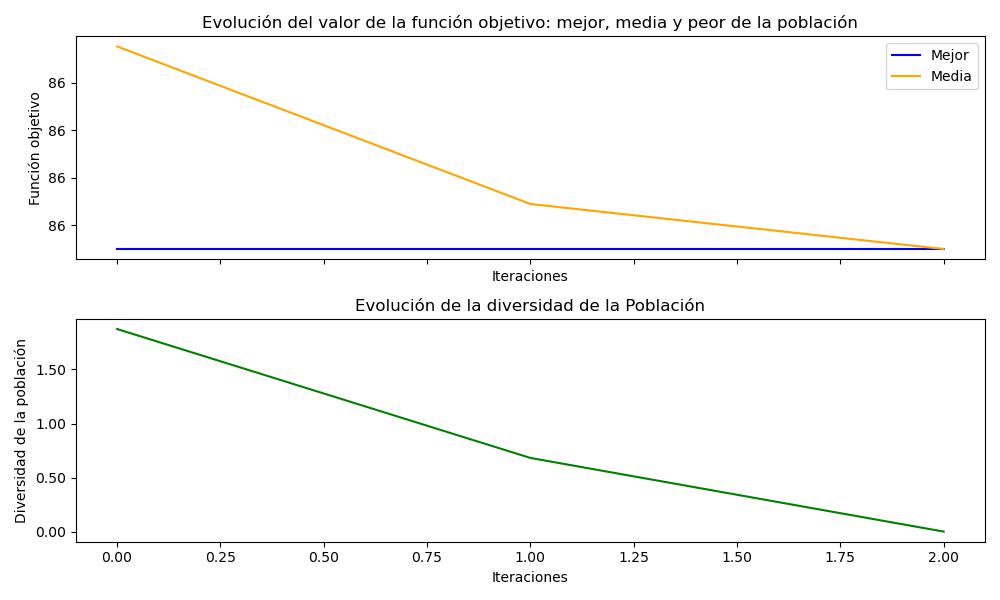 Evolución del valor de la función objetivo: mejor, media y peor de la población
Mejor
Media
Función objetivo
86
86
86
86
Iteraciones
Evolución de la diversidad de la Población
Diversidad de la población
1.50
1.00
0.50
0.00
0.00 0.25 0.50 0.75 1.00 1.25 1.50 1.75 2.00
Iteraciones